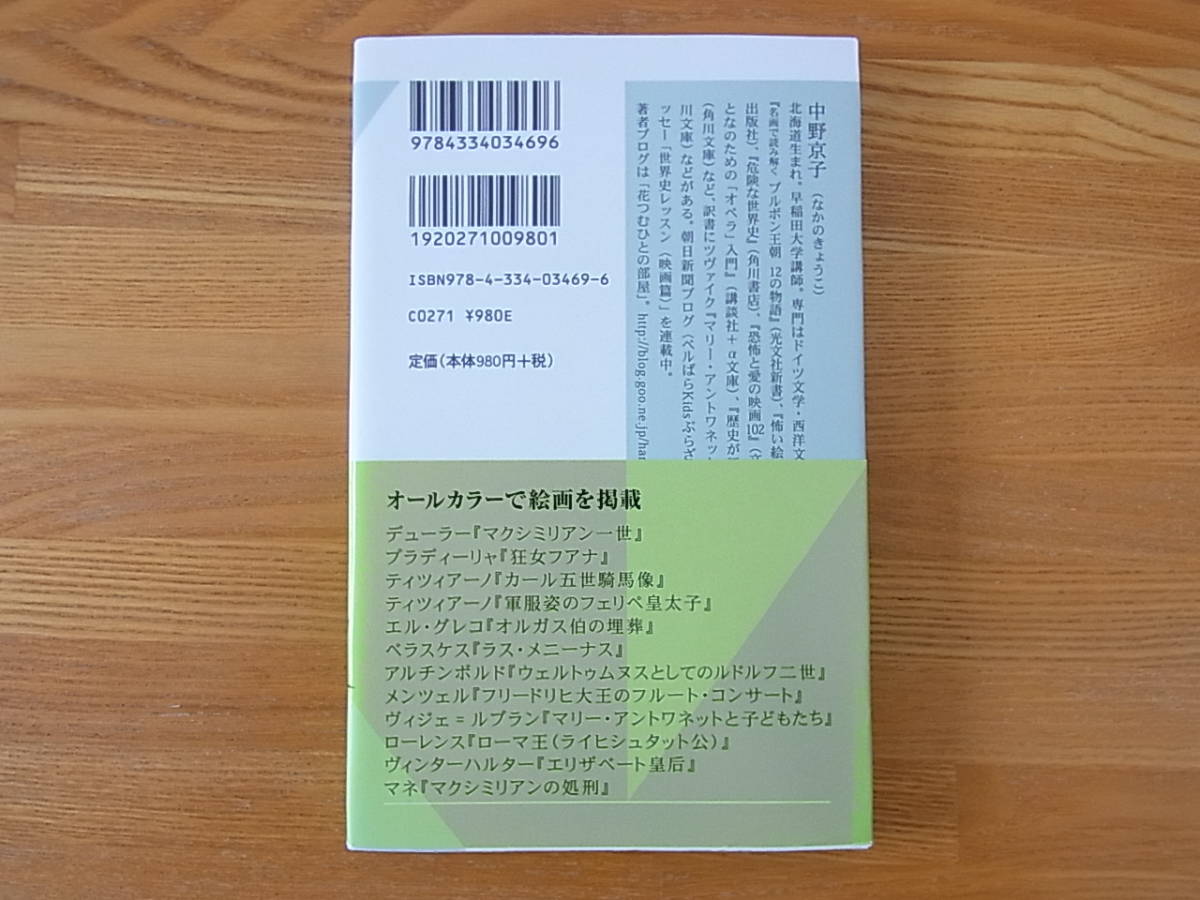 9784334034696
1920271009801
ISBN978-4-334-03469-6
C0271 ¥980E
定価(本体980円+税)
中野京子(なかのきょうこ)
北海道生まれ。早稲田大学講師。専門はドイツ文学・西洋文
『名画で読み解く ブルボン王朝 12の物語』(光文社新書)、『怖い絵
出版社)、『危険な世界史』(角川書店)、『恐怖と愛の映画102』(文
となのための「オペラ」入門』(講談社+α文庫)、『歴史が
(角川文庫)など、訳書にツヴァイク『マリー・アントワネット
川文庫)などがある。朝日新聞ブログ(ベルばらKidsぷらざ
ッセー「世界史レッスン(映画篇)」を連載中。
著者ブログは「花つむひとの部屋」。http://blog.goo.ne.jp/han
オールカラーで絵画を掲載
デューラー『マクシミリアン一世』
プラディーリャ『狂女フアナ』
ティツィアーノ『カール五世騎馬像』
ティツィアーノ『軍服姿のフェリペ皇太子』
エル・グレコ『オルガス伯の埋葬』
ベラスケス『ラス・メニーナス』
アルチンボルド『ウェルトゥムヌスとしてのルドルフ二世』
メンツェル『フリードリヒ大王のフルート・コンサート』
ヴィジェ=ルブラン『マリー・アントワネットと子どもたち』
ローレンス『ローマ王(ライヒシュタット公)』
ヴィンターハルター『エリザベート皇后』
マネ『マクシミリアンの処刑』